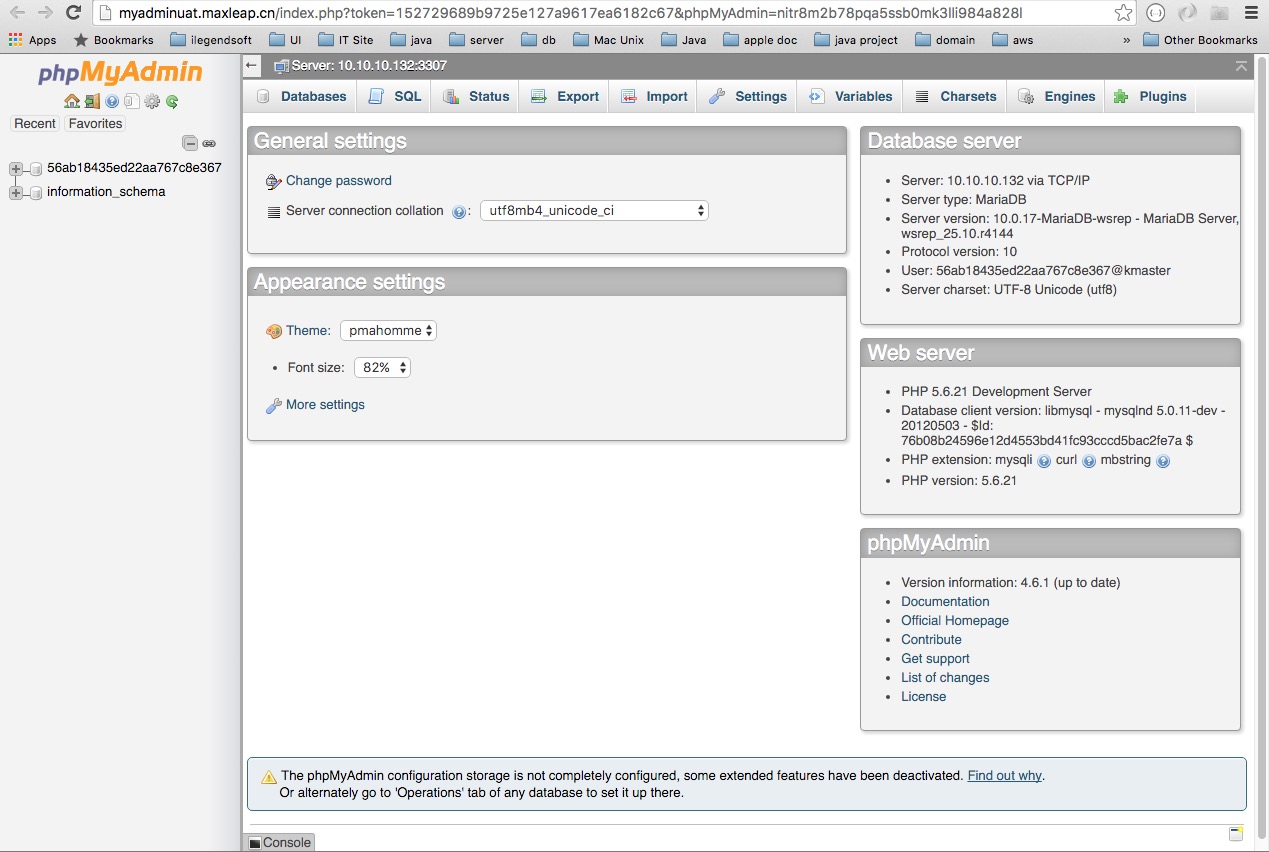 myadminuat.maxleap.cn/index.php?token=152729689b9725e127a9617ea6182c67&phpMyAdmin=nitr8m2b78pqa5ssb0mk3lli984a828l
Apps Bookmarks ilegendsoft UI IT Site java server db Mac Unix Java apple doc java project domain aws » Other Bookmarks
phpMyAdmin
Recent Favorites
56ab18435ed22aa767c8e367
information_schema
Server: 10.10.10.132:3307
Databases SQL Status Export Import Settings Variables Charsets Engines Plugins
General settings
Change password
Server connection collation : utf8mb4_unicode_ci
Appearance settings
Theme: pmahomme
• Font size: 82%
More settings
Database server
• Server: 10.10.10.132 via TCP/IP
• Server type: MariaDB
• Server version: 10.0.17-MariaDB-wsrep - MariaDB Server,
wsrep_25.10.r4144
• Protocol version: 10
• User: 56ab18435ed22aa767c8e367@kmaster
• Server charset: UTF-8 Unicode (utf8)
Web server
• PHP 5.6.21 Development Server
• Database client version: libmysql - mysqlnd 5.0.11-dev -
20120503 - $Id:
76b08b24596e12d4553bd41fc93cccd5bac2fe7a $
• PHP extension: mysqli curl mbstring
• PHP version: 5.6.21
phpMyAdmin
• Version information: 4.6.1 (up to date)
• Documentation
• Official Homepage
• Contribute
• Get support
• List of changes
• License
The phpMyAdmin configuration storage is not completely configured, some extended features have been deactivated. Find out why.
Or alternately go to 'Operations' tab of any database to set it up there.
Console